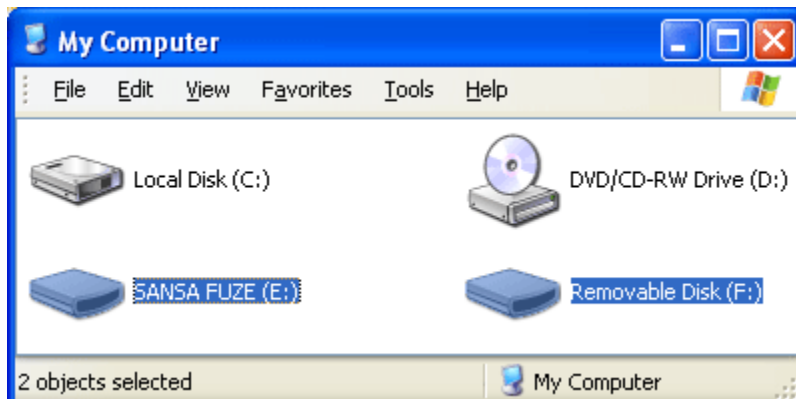 My Computer
File Edit View Favorites Tools Help
Local Disk (C:) DVD/CD-RW Drive (D:)
SANSA FUZE (E:) Removable Disk (F:)
2 objects selected My Computer